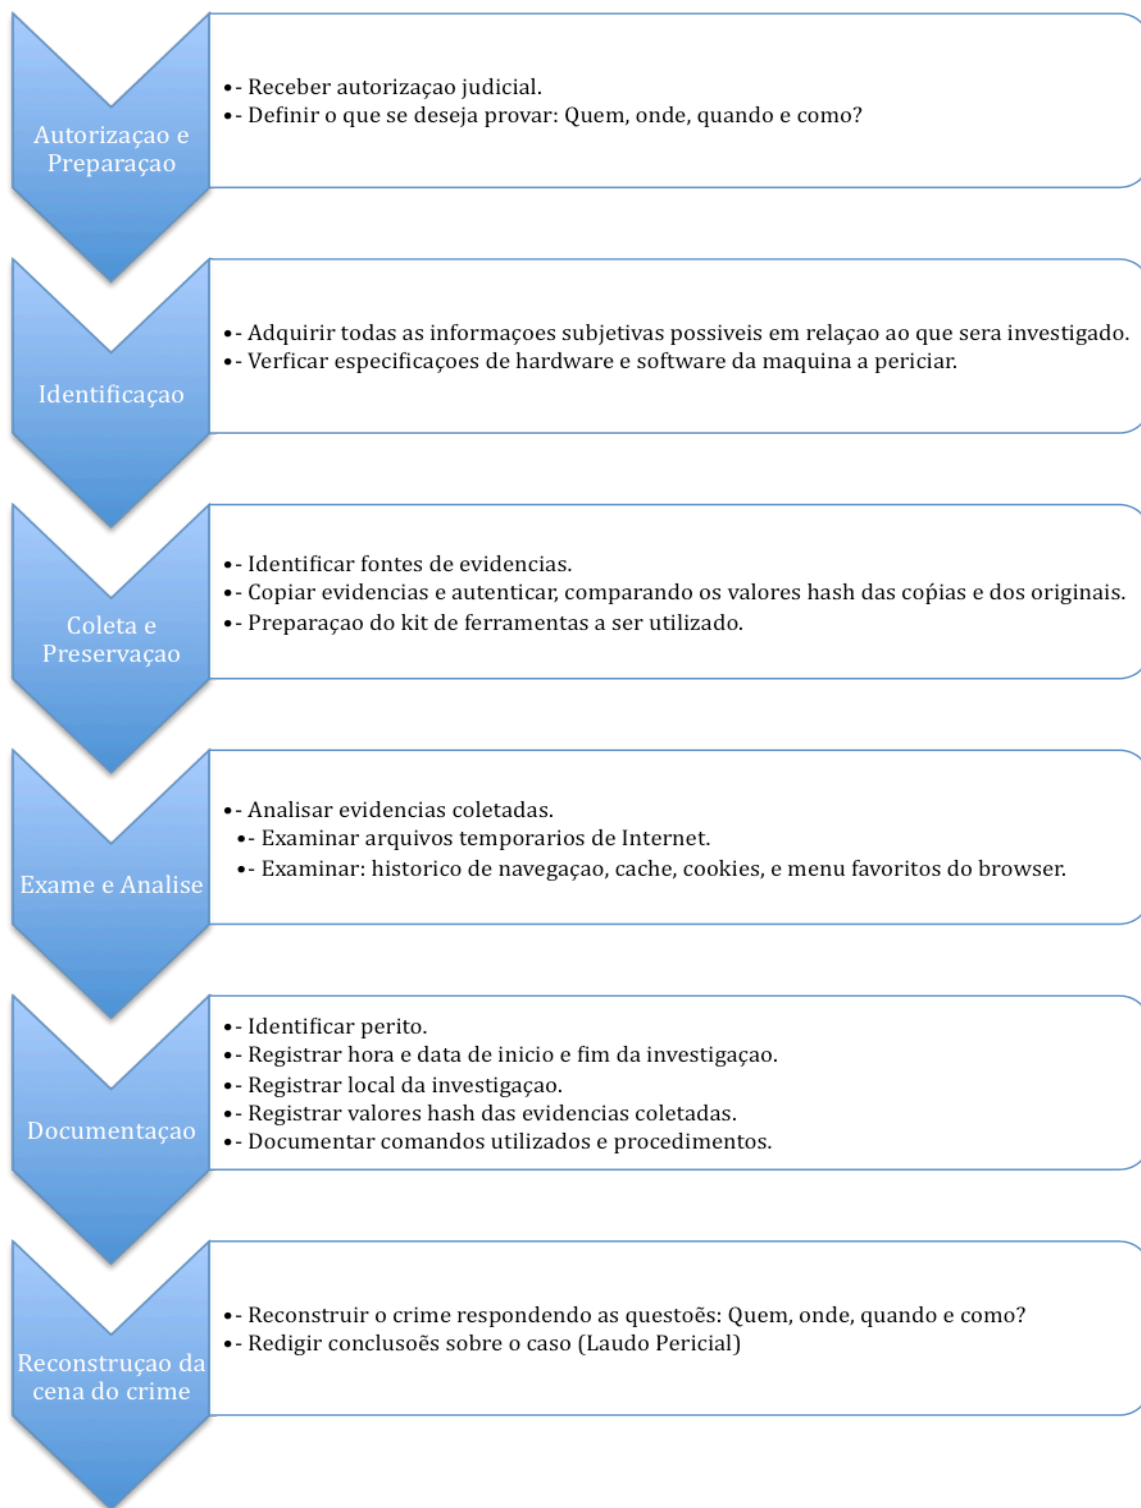 Autorizaçao e
Preparaçao
•- Receber autorizaçao judicial.
•- Definir o que se deseja provar: Quem, onde, quando e como?
Identificaçao
•- Adquirir todas as informaçoes subjetivas possiveis em relaçao ao que sera investigado.
•- Verficar especificaçoes de hardware e software da maquina a periciar.
Coleta e
Preservaçao
•- Identificar fontes de evidencias.
•- Copiar evidencias e autenticar, comparando os valores hash das coṕias e dos originais.
•- Preparaçao do kit de ferramentas a ser utilizado.
Exame e Analise
•- Analisar evidencias coletadas.
•- Examinar arquivos temporarios de Internet.
•- Examinar: historico de navegaçao, cache, cookies, e menu favoritos do browser.
Documentaçao
•- Identificar perito.
•- Registrar hora e data de inicio e fim da investigaçao.
•- Registrar local da investigaçao.
•- Registrar valores hash das evidencias coletadas.
•- Documentar comandos utilizados e procedimentos.
Reconstruçao da
cena do crime
•- Reconstruir o crime respondendo as questoẽs: Quem, onde, quando e como?
•- Redigir conclusoẽs sobre o caso (Laudo Pericial)